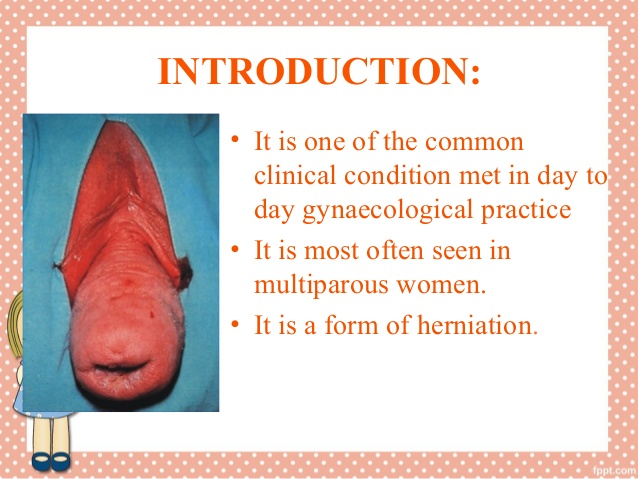 INTRODUCTION:
• It is one of the common
clinical condition met in day to
day gynaecological practice
• It is most often seen in
multiparous women.
• It is a form of herniation.
fppt.com